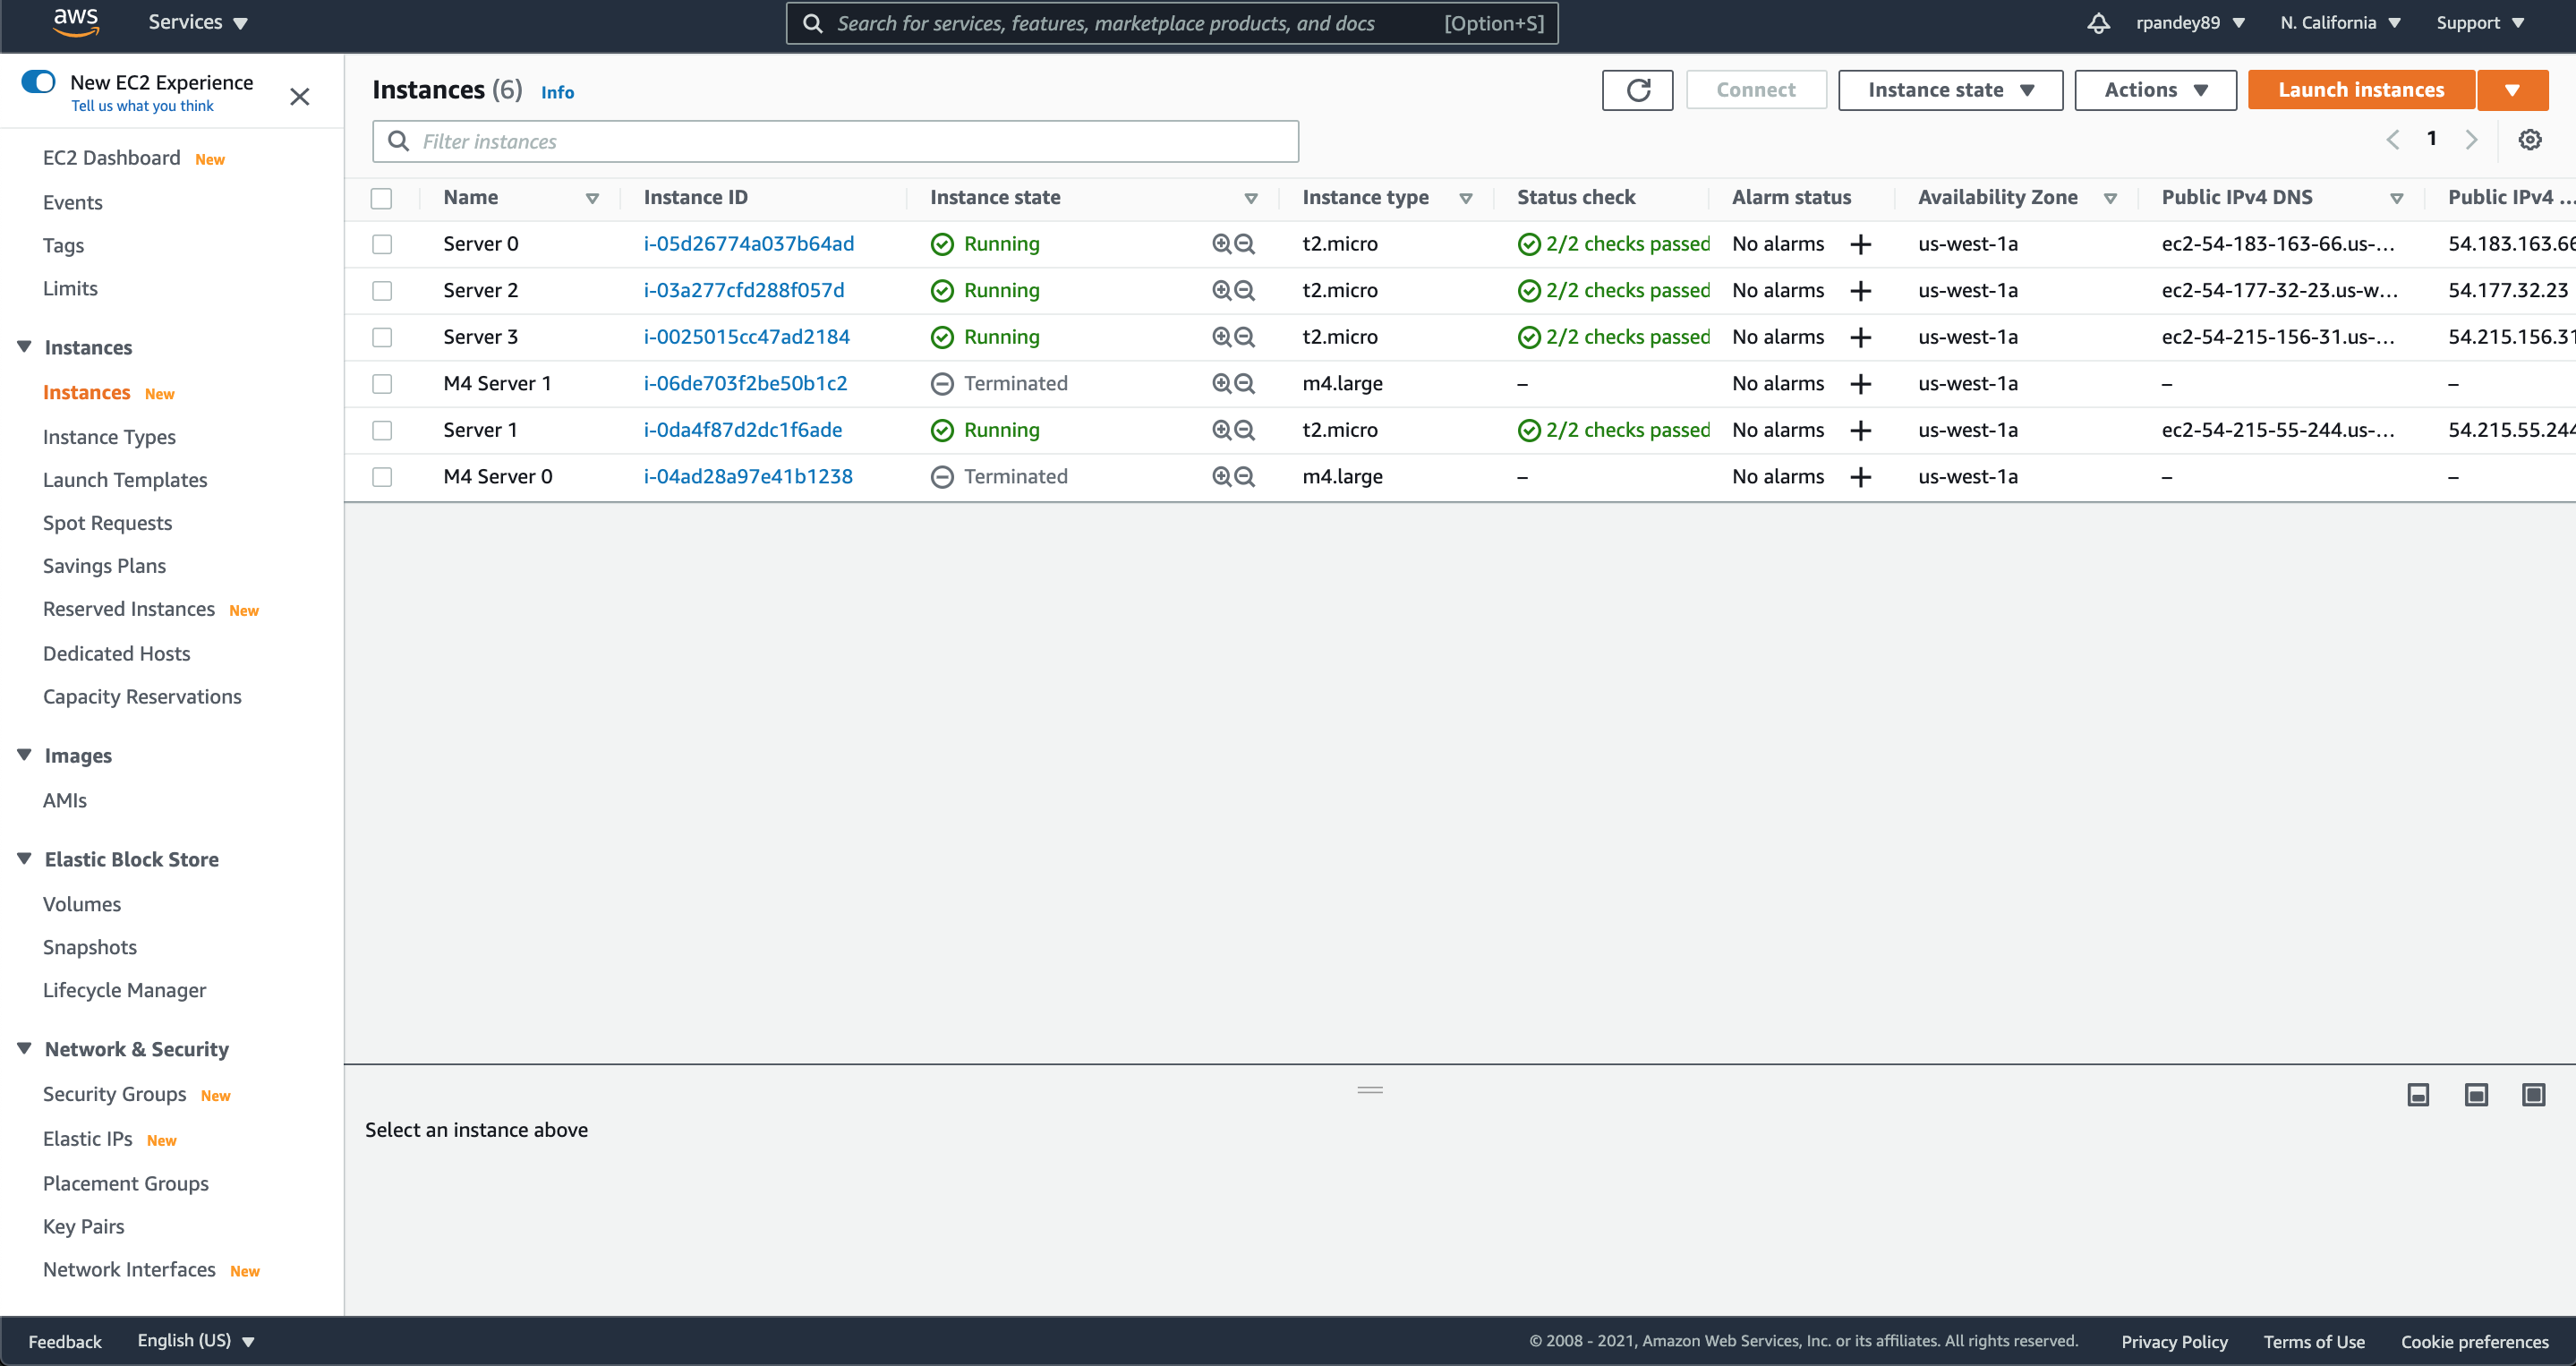 aws
Services
Search for services, features, marketplace products, and docs [Option+S]
rpandey89
N. California
Support
New EC2 Experience
Tell us what you think
EC2 Dashboard New
Events
Tags
Limits
Instances
Instances New
Instance Types
Launch Templates
Spot Requests
Savings Plans
Reserved Instances New
Dedicated Hosts
Capacity Reservations
Images
AMIs
Elastic Block Store
Volumes
Snapshots
Lifecycle Manager
Network & Security
Security Groups New
Elastic IPs New
Placement Groups
Key Pairs
Network Interfaces New
Instances (6) Info
Connect
Instance state
Actions
Launch instances
Filter instances
1
Name Instance ID Instance state Instance type Status check Alarm status Availability Zone Public IPv4 DNS Public IPv4 ...
Server 0 i-05d26774a037b64ad Running t2.micro 2/2 checks passed No alarms us-west-1a ec2-54-183-163-66.us-... 54.183.163.66
Server 2 i-03a277cfd288f057d Running t2.micro 2/2 checks passed No alarms us-west-1a ec2-54-177-32-23.us-w... 54.177.32.23
Server 3 i-0025015cc47ad2184 Running t2.micro 2/2 checks passed No alarms us-west-1a ec2-54-215-156-31.us-... 54.215.156.31
M4 Server 1 i-06de703f2be50b1c2 Terminated m4.large – No alarms us-west-1a – –
Server 1 i-0da4f87d2dc1f6ade Running t2.micro 2/2 checks passed No alarms us-west-1a ec2-54-215-55-244.us-... 54.215.55.244
M4 Server 0 i-04ad28a97e41b1238 Terminated m4.large – No alarms us-west-1a – –
Select an instance above
Feedback
English (US)
© 2008 - 2021, Amazon Web Services, Inc. or its affiliates. All rights reserved.
Privacy Policy
Terms of Use
Cookie preferences